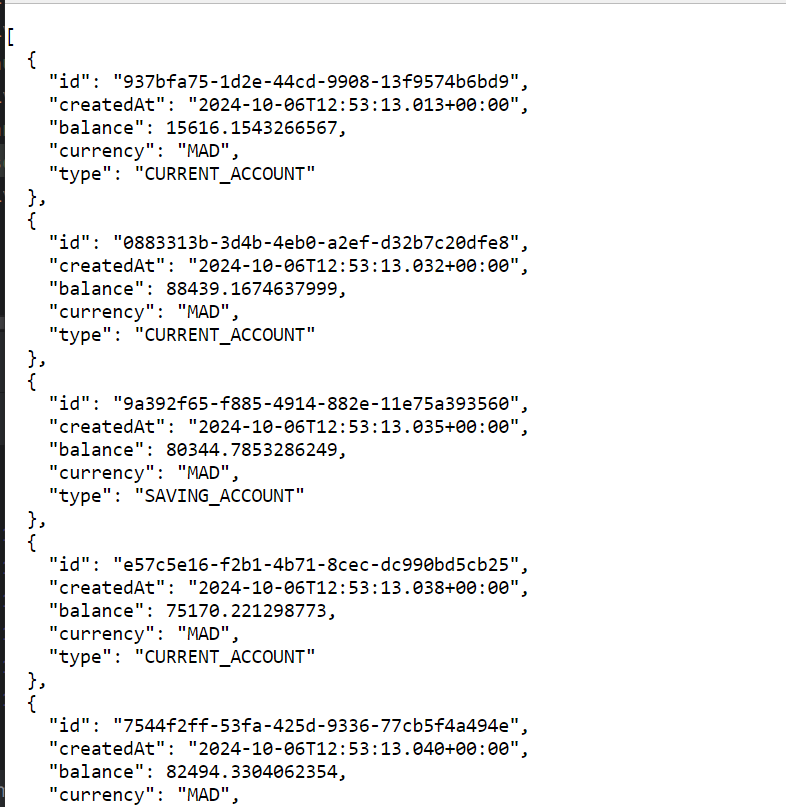 [
  {
    "id": "937bfa75-1d2e-44cd-9908-13f9574b6bd9",
    "createdAt": "2024-10-06T12:53:13.013+00:00",
    "balance": 15616.1543266567,
    "currency": "MAD",
    "type": "CURRENT_ACCOUNT"
  },
  {
    "id": "0883313b-3d4b-4eb0-a2ef-d32b7c20dfe8",
    "createdAt": "2024-10-06T12:53:13.032+00:00",
    "balance": 88439.1674637999,
    "currency": "MAD",
    "type": "CURRENT_ACCOUNT"
  },
  {
    "id": "9a392f65-f885-4914-882e-11e75a393560",
    "createdAt": "2024-10-06T12:53:13.035+00:00",
    "balance": 80344.7853286249,
    "currency": "MAD",
    "type": "SAVING_ACCOUNT"
  },
  {
    "id": "e57c5e16-f2b1-4b71-8cec-dc990bd5cb25",
    "createdAt": "2024-10-06T12:53:13.038+00:00",
    "balance": 75170.221298773,
    "currency": "MAD",
    "type": "CURRENT_ACCOUNT"
  },
  {
    "id": "7544f2ff-53fa-425d-9336-77cb5f4a494e",
    "createdAt": "2024-10-06T12:53:13.040+00:00",
    "balance": 82494.3304062354,
    "currency": "MAD",